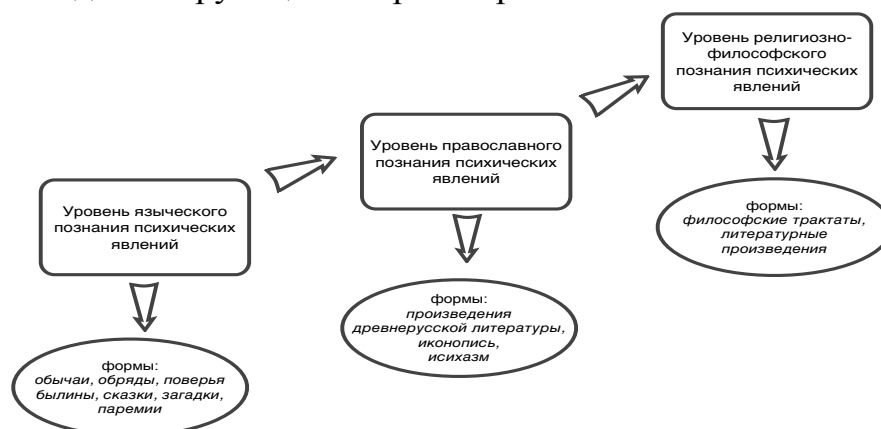 Уровень религиозно-
философского
познания психических
явлений
Уровень православного
познания психических
явлений
Уровень языческого
познания психических
явлений
формы:
философские трактаты,
литературные
произведения
формы:
произведения
древнерусской литературы,
иконопись,
исихазм
формы:
обычаи, обряды, поверья
былины, сказки, загадки,
паремии